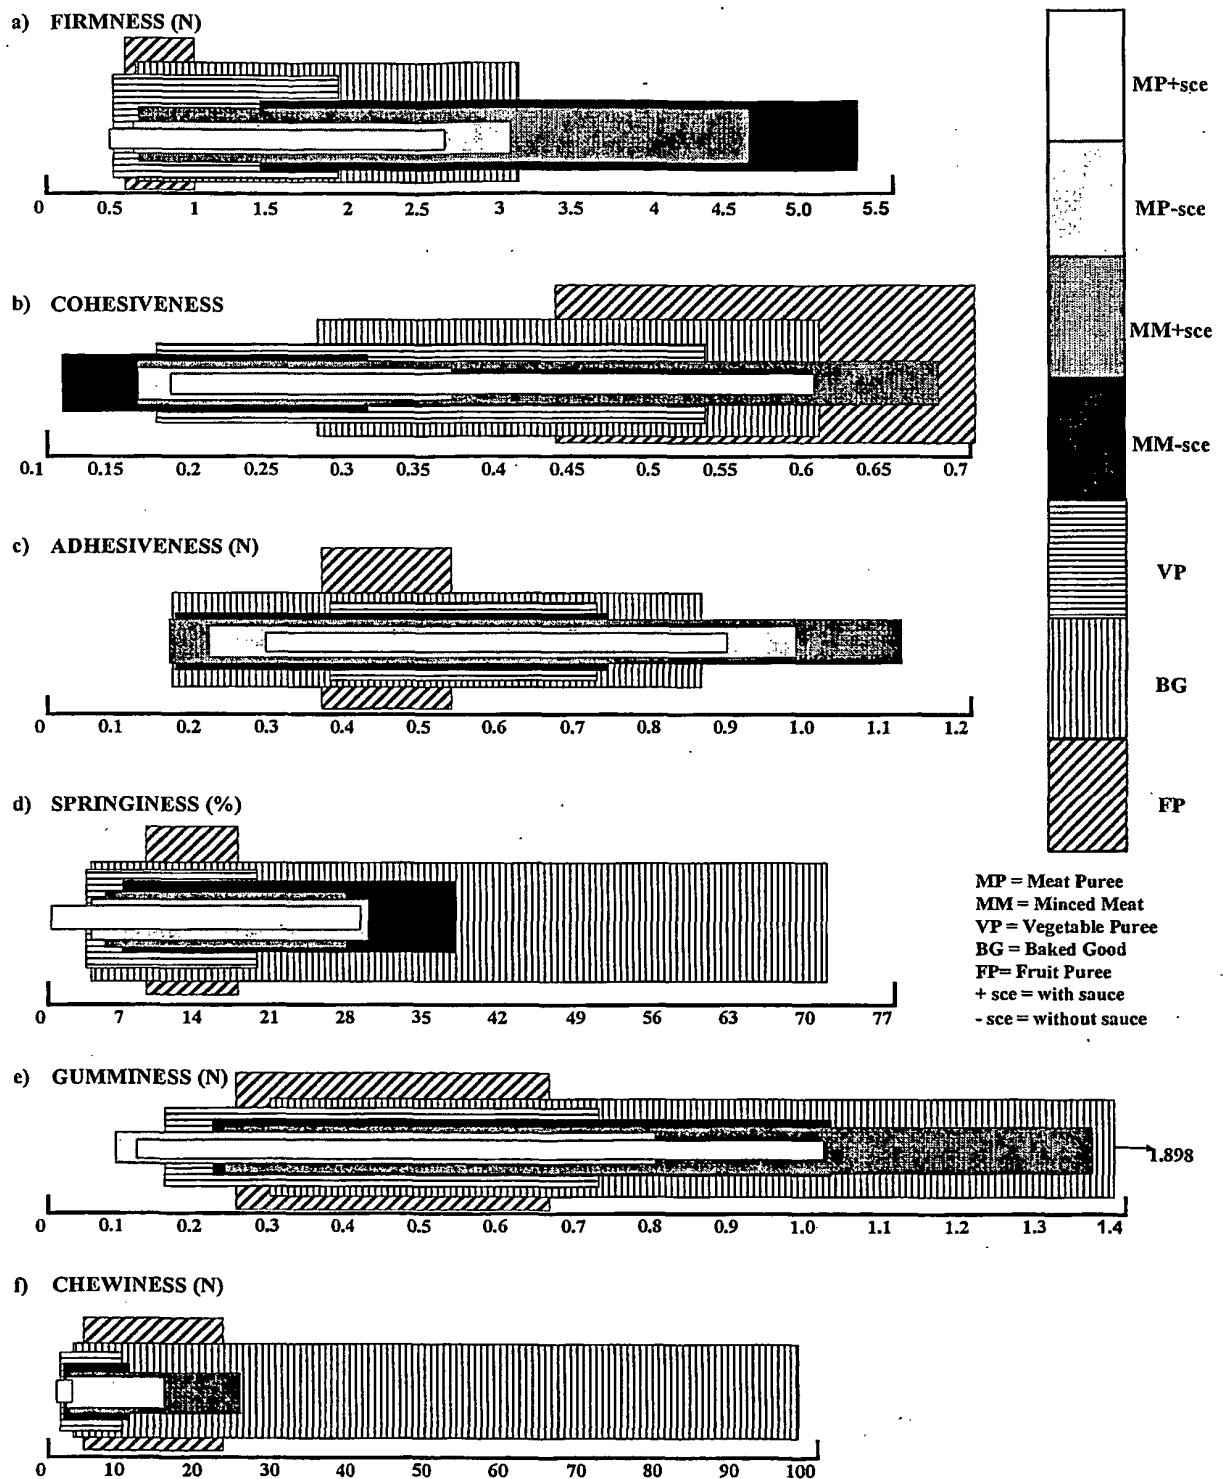 a) FIRMNESS (N)
0 0.5 1 1.5 2 2.5 3 3.5 4 4.5 5.0 5.5
b) COHESIVENESS
0.1 0.15 0.2 0.25 0.3 0.35 0.4 0.45 0.5 0.55 0.6 0.65 0.7
c) ADHESIVENESS (N)
0 0.1 0.2 0.3 0.4 0.5 0.6 0.7 0.8 0.9 1.0 1.1 1.2
d) SPRINGINESS (%)
0 7 14 21 28 35 42 49 56 63 70 77
e) GUMMINESS (N)
1.898
0 0.1 0.2 0.3 0.4 0.5 0.6 0.7 0.8 0.9 1.0 1.1 1.2 1.3 1.4
f) CHEWINESS (N)
0 10 20 30 40 50 60 70 80 90 100
MP+sce
MP-sce
MM+sce
MM-sce
VP
BG
FP
MP = Meat Puree
MM = Minced Meat
VP = Vegetable Puree
BG = Baked Good
FP= Fruit Puree
+ sce = with sauce
- sce = without sauce